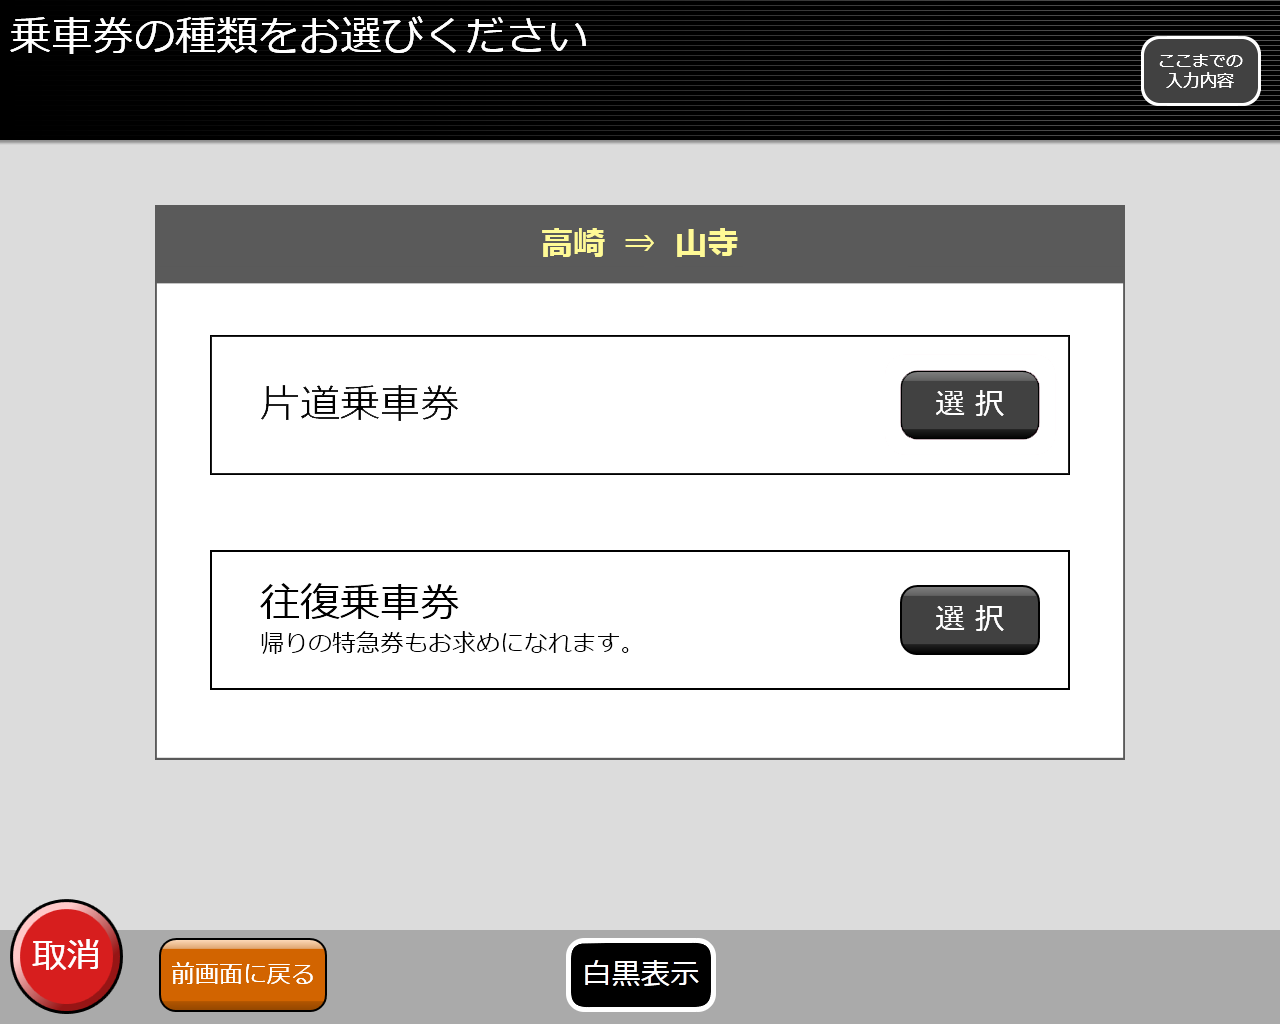 乗車券の種類をお選びください
ここまでの
入力内容
高崎 ⇒ 山寺
片道乗車券
選 択
往復乗車券
帰りの特急券もお求めになれます。
選 択
取消
前画面に戻る
白黒表示